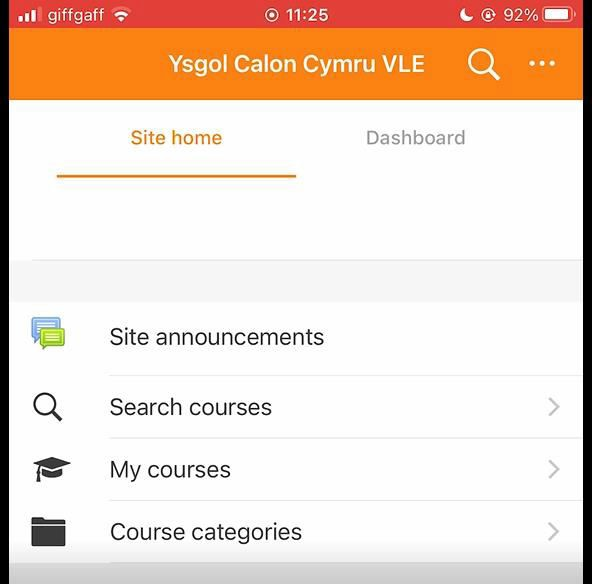 giffgaff 11:25 92%
Ysgol Calon Cymru VLE
Site home Dashboard
Site announcements
Search courses
My courses
Course categories